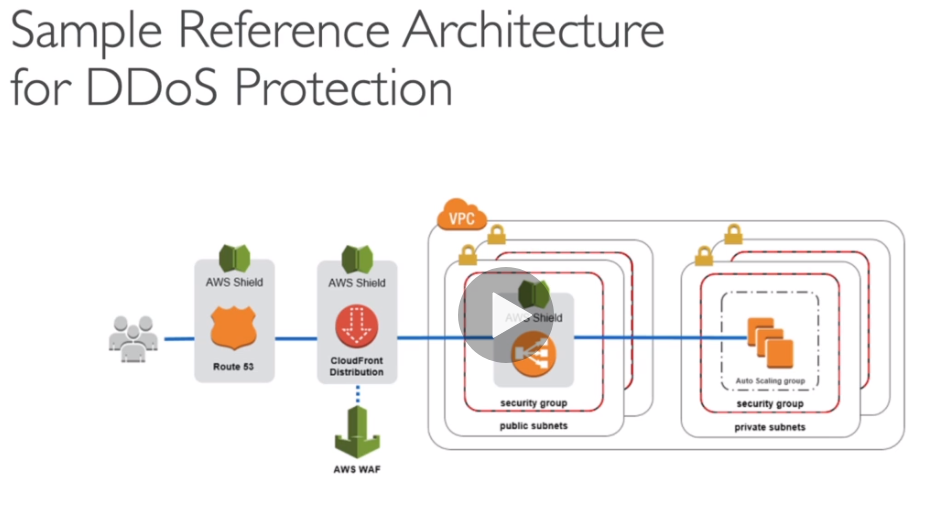 Sample Reference Architecture
for DDoS Protection
VPC
AWS Shield
Route 53
AWS Shield
CloudFront
Distribution
AWS WAF
AWS Shield
security group
public subnets
Auto Scaling group
security group
private subnets